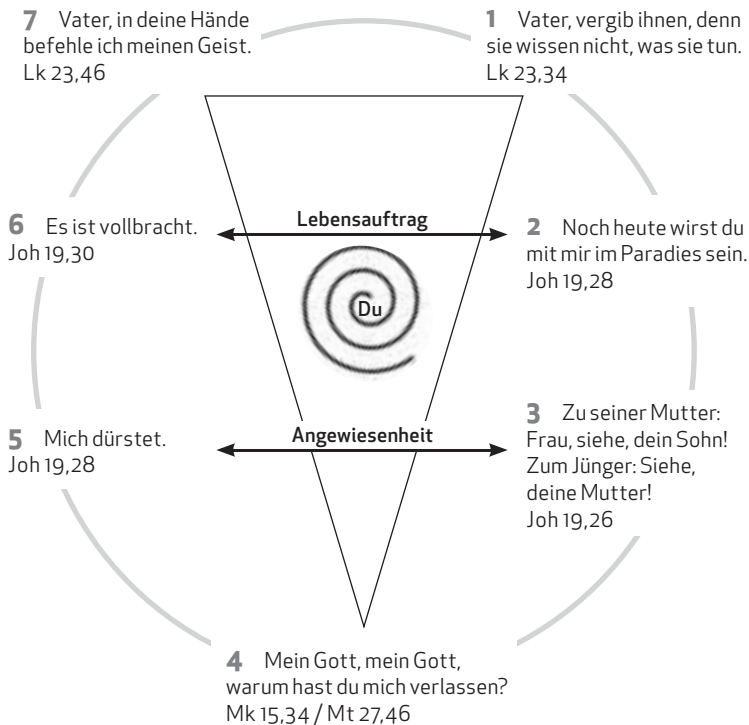 7 Vater, in deine Hände
befehle ich meinen Geist.
Lk 23,46
1 Vater, vergib ihnen, denn
sie wissen nicht, was sie tun.
Lk 23,34
6 Es ist vollbracht.
Joh 19,30
Lebensauftrag
2 Noch heute wirst du
mit mir im Paradies sein.
Joh 19,28
Du
5 Mich dürstet.
Joh 19,28
Angewiesenheit
3 Zu seiner Mutter:
Frau, siehe, dein Sohn!
Zum Jünger: Siehe,
deine Mutter!
Joh 19,26
4 Mein Gott, mein Gott,
warum hast du mich verlassen?
Mk 15,34 / Mt 27,46